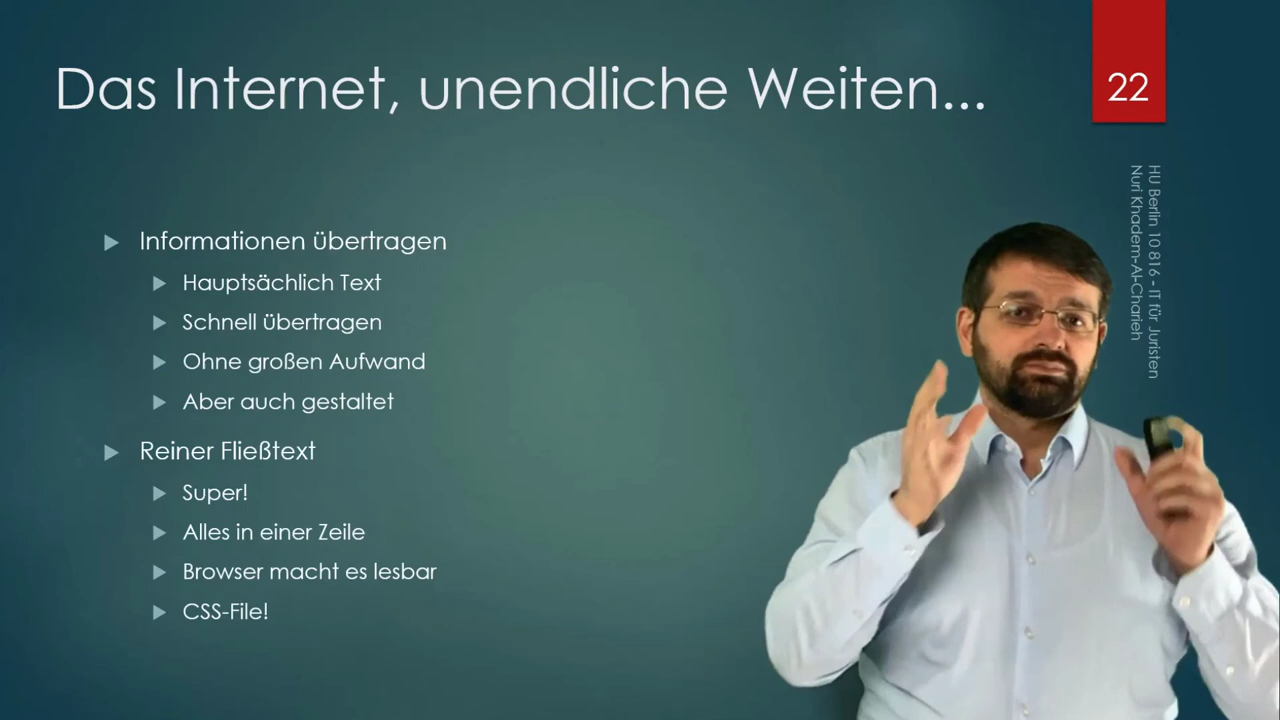 Das Internet, unendliche Weiten...
22
HU Berlin 10 816 - IT für Juristen
Nuri Khadem-Al-Charieh
Informationen übertragen
Hauptsächlich Text
Schnell übertragen
Ohne großen Aufwand
Aber auch gestaltet
Reiner Fließtext
Super!
Alles in einer Zeile
Browser macht es lesbar
CSS-File!